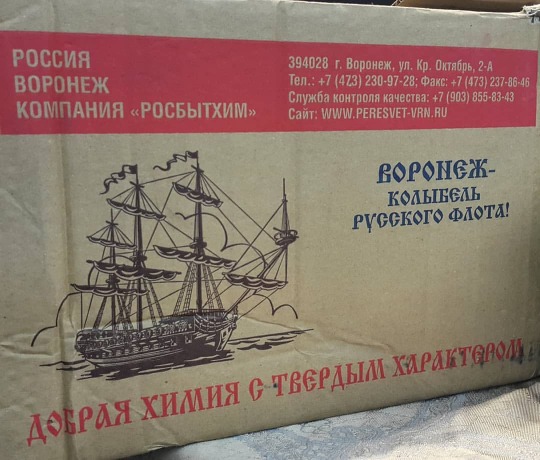 РОССИЯ
ВОРОНЕЖ
КОМПАНИЯ «РОСБЫТХИМ»
394028 г. Воронеж, ул. Кр. Октябрь, 2-А
Тел.: +7 (473) 230-97-28; Факс: +7 (473) 237-86-46
Служба контроля качества: +7 (903) 855-83-43
Сайт: WWW.PERESVET-VRN.RU
ВОРОНЕЖ-
КОЛЫБЕЛЬ
РУССКОГО ФЛОТА!
ДОБРАЯ ХИМИЯ С ТВЕРДЫМ ХАРАКТЕРОМ